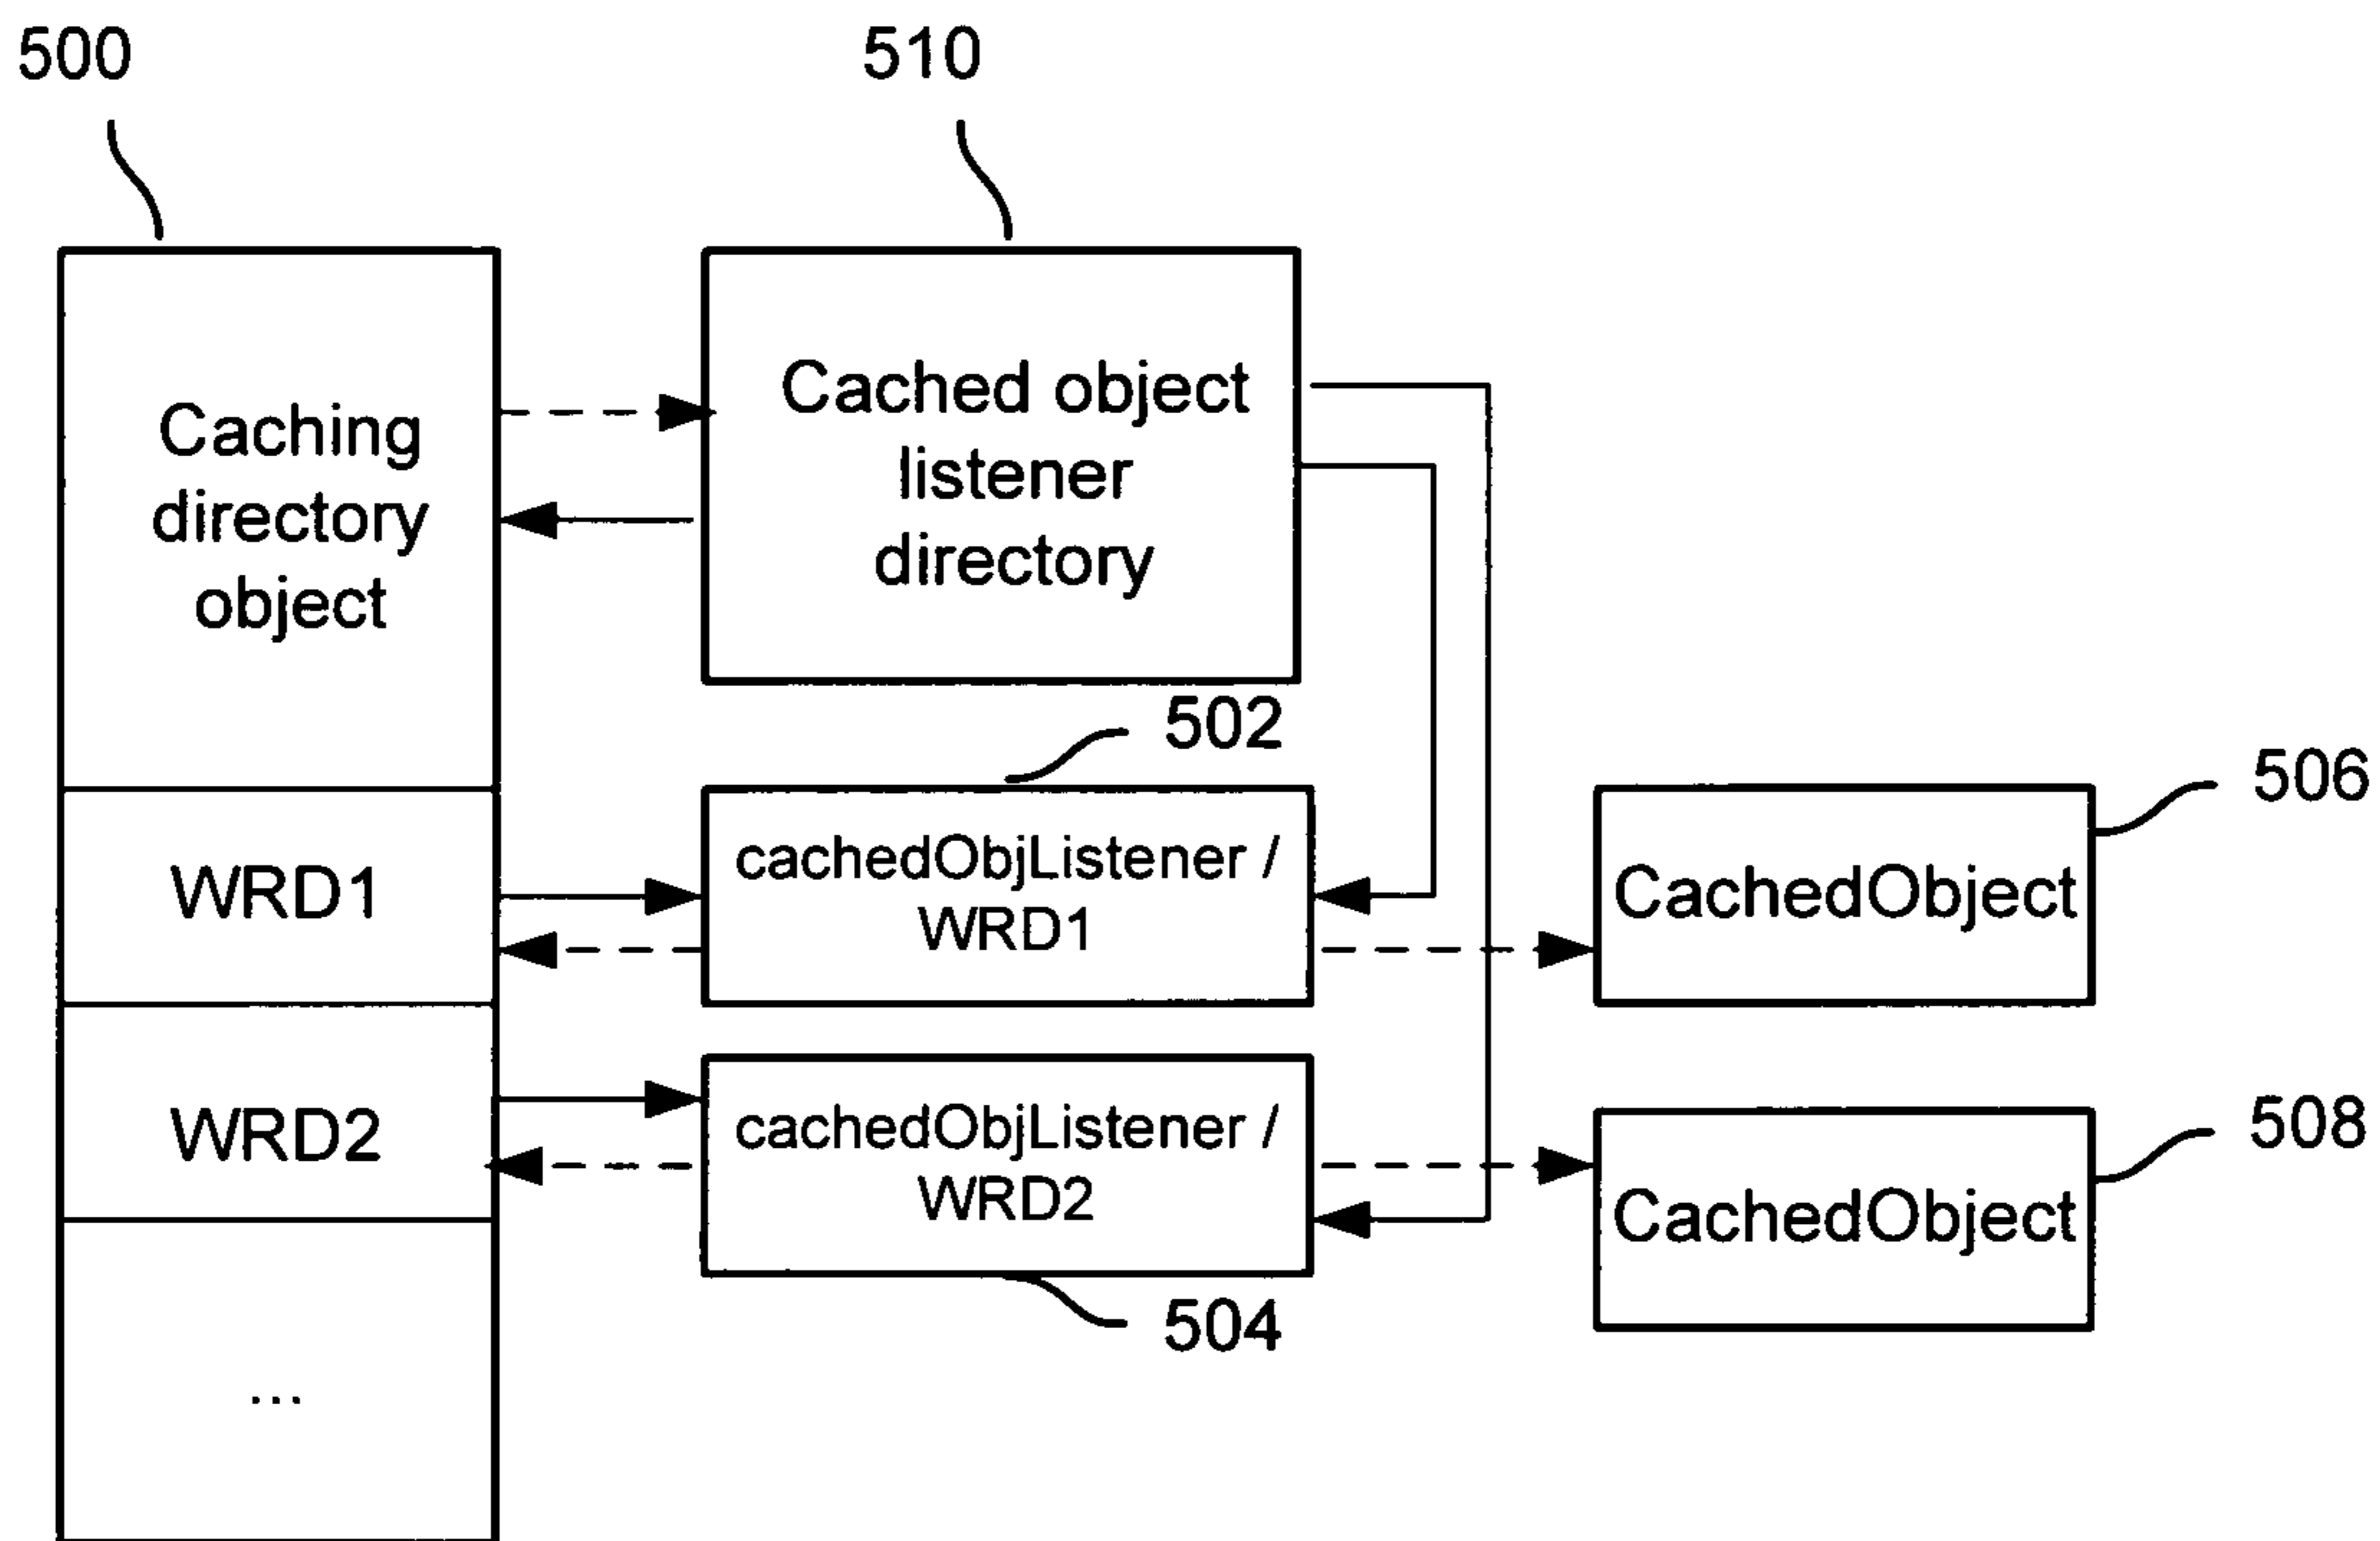 500
510
Caching
directory
object
Cached object
listener
directory
502
506
WRD1
cachedObjListener /
WRD1
CachedObject
WRD2
cachedObjListener /
WRD2
508
CachedObject
504
...